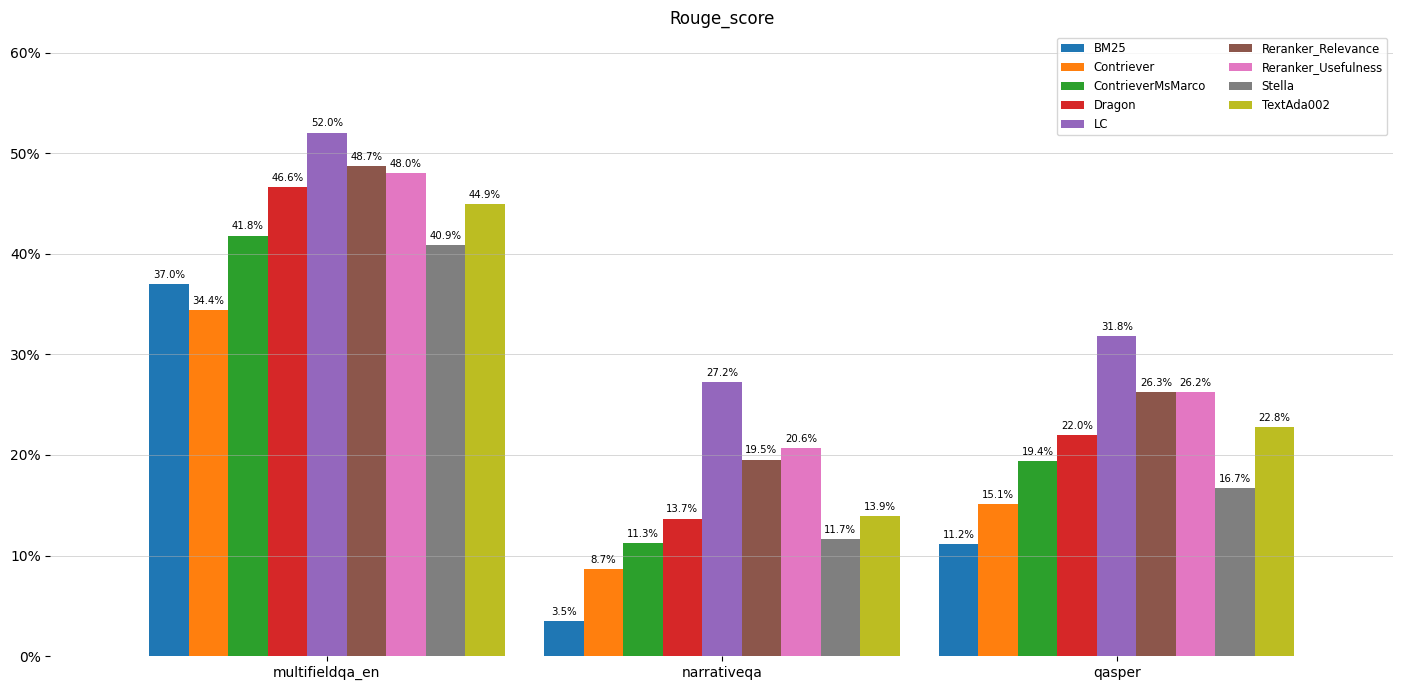 Rouge_score
60%
50%
40%
30%
20%
10%
0%
BM25
Contriever
ContrieverMsMarco
Dragon
LC
Reranker_Relevance
Reranker_Usefulness
Stella
TextAda002
37.0%
34.4%
41.8%
46.6%
52.0%
48.7%
48.0%
40.9%
44.9%
3.5%
8.7%
11.3%
13.7%
27.2%
19.5%
20.6%
11.7%
13.9%
11.2%
15.1%
19.4%
22.0%
31.8%
26.3%
26.2%
16.7%
22.8%
multifieldqa_en
narrativeqa
qasper